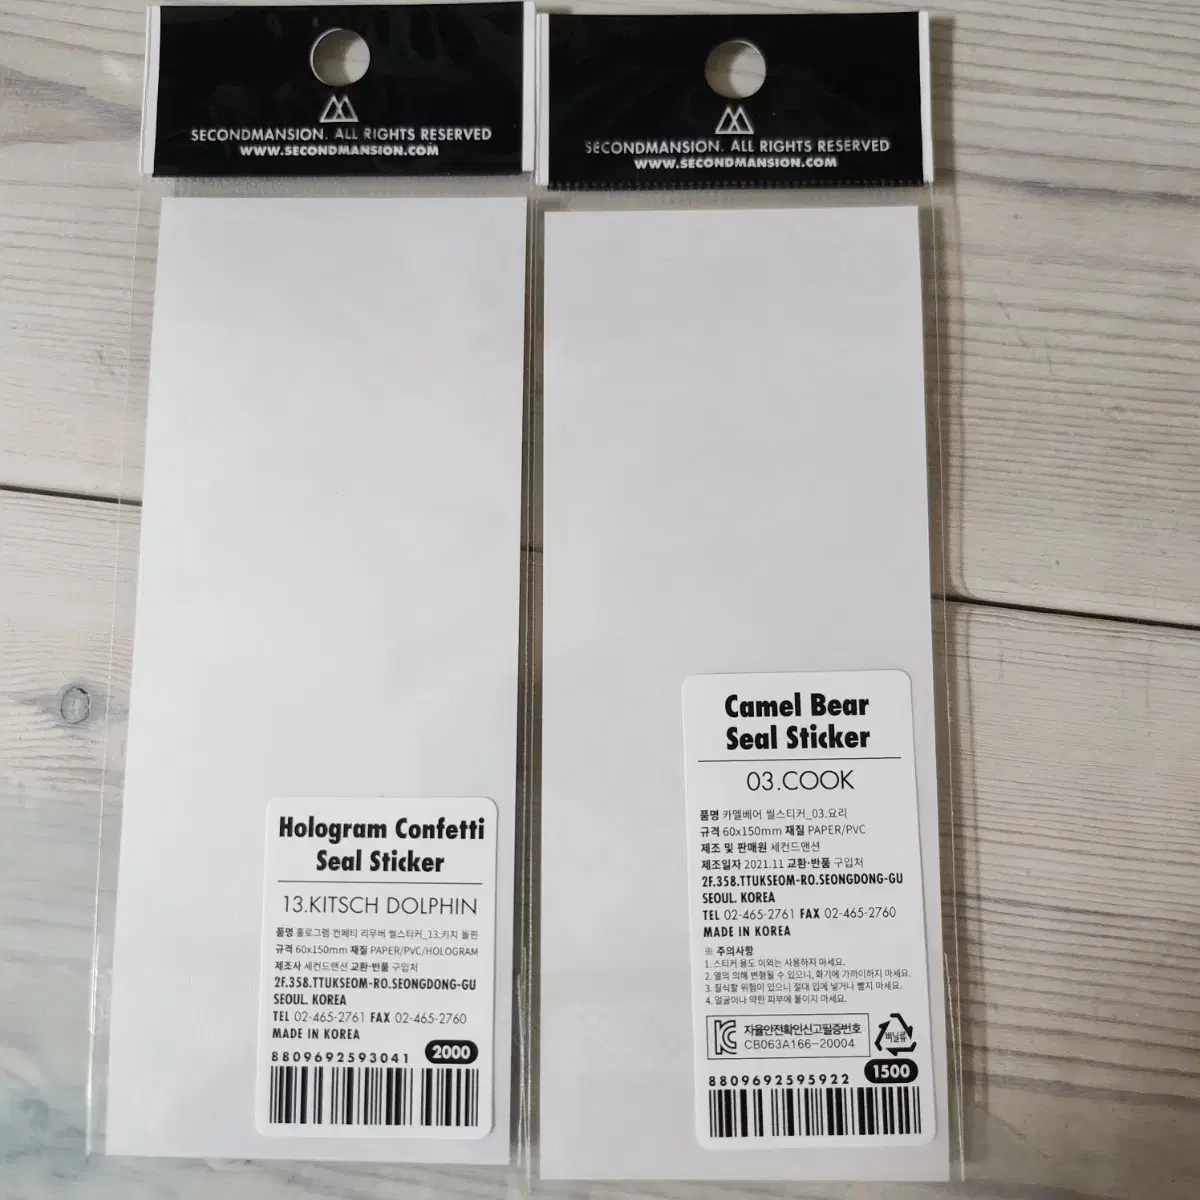 SECONDMANSION. ALL RIGHTS RESERVED
WWW.SECONDMANSION.COM
Hologram Confetti
Seal Sticker
13.KITSCH DOLPHIN
품명 홀로그램 컨페티 리무버 씰스티커_13.키치 돌핀
규격 60x150mm 재질 PAPER/PVC/HOLOGRAM
제조사 세컨드맨션 교환·반품 구입처
2F.358.TTUKSEOM-RO.SEONGDONG-GU
SEOUL. KOREA
TEL 02-465-2761 FAX 02-465-2760
MADE IN KOREA
8809692593041 2000
SECONDMANSION. ALL RIGHTS RESERVED
WWW.SECONDMANSION.COM
Camel Bear
Seal Sticker
03.COOK
품명 카멜베어 씰스티커_03.요리
규격 60x150mm 재질 PAPER/PVC
제조 및 판매원 세컨드맨션
제조일자 2021.11 교환·반품 구입처
2F.358.TTUKSEOM-RO.SEONGDONG-GU
SEOUL. KOREA
TEL 02-465-2761 FAX 02-465-2760
MADE IN KOREA
※ 주의사항
1. 스티커 용도 이외는 사용하지 마세요.
2. 열의 의해 변형될 수 있으니, 화기에 가까이하지 마세요.
3. 질식할 위험이 있으니 절대 입에 넣거나 빨지 마세요.
4. 얼굴이나 약한 피부에 붙이지 마세요.
자율안전확인신고필증번호
CB063A166-20004
비닐류
1500
8809692595922